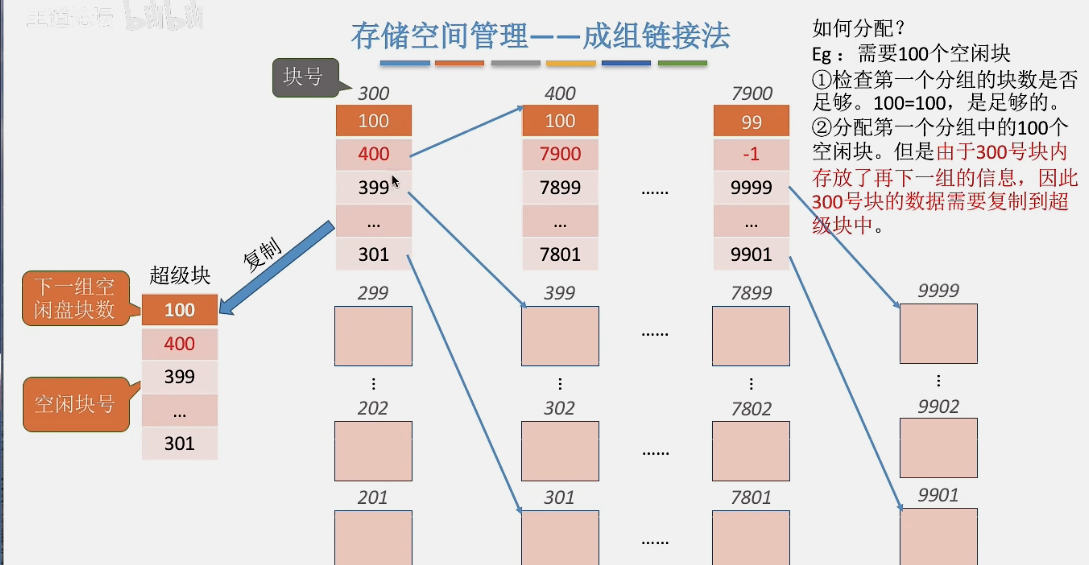 王道论坛 bilibili
存储空间管理——成组链接法
如何分配？
Eg：需要100个空闲块
①检查第一个分组的块数是否
足够。100=100，是足够的。
②分配第一个分组中的100个
空闲块。但是由于300号块内
存放了再下一组的信息，因此
300号块的数据需要复制到超
级块中。
块号
300 400 7900
100 100 99
400 7900 -1
399 7899 …… 9999
... ... ...
301 7801 9901
复制
超级块
下一组空
闲盘块数
100
400
399
...
301
空闲块号
299 399 7899 9999
……
202 302 7802 9902
……
201 301 7801 9901
……